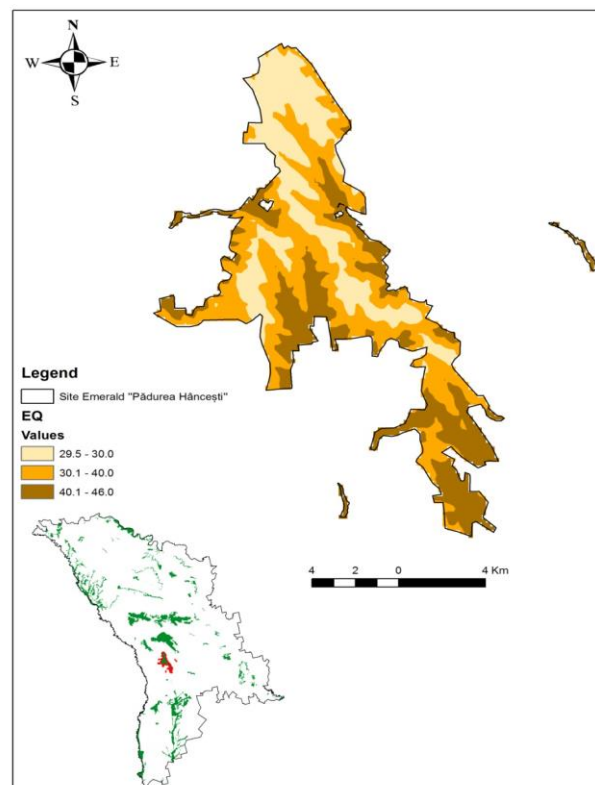 N
W E
S
Legend
Site Emerald "Pădurea Hâncești"
EQ
Values
29.5 - 30.0
30.1 - 40.0
40.1 - 46.0
4 2 0 4 Km